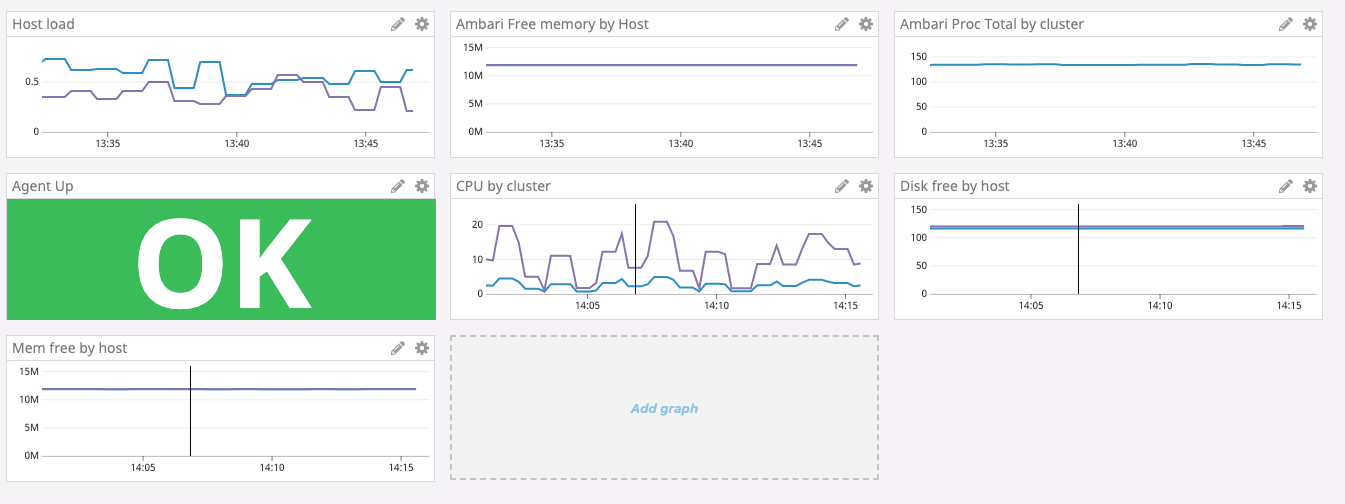 Host load
0.5
0
13:35 13:40 13:45
Ambari Free memory by Host
15M
10M
5M
0M
13:35 13:40 13:45
Ambari Proc Total by cluster
150
100
50
0
13:35 13:40 13:45
Agent Up
OK
CPU by cluster
20
10
0
14:05 14:10 14:15
Disk free by host
150
100
50
0
14:05 14:10 14:15
Mem free by host
15M
10M
5M
0M
14:05 14:10 14:15
Add graph